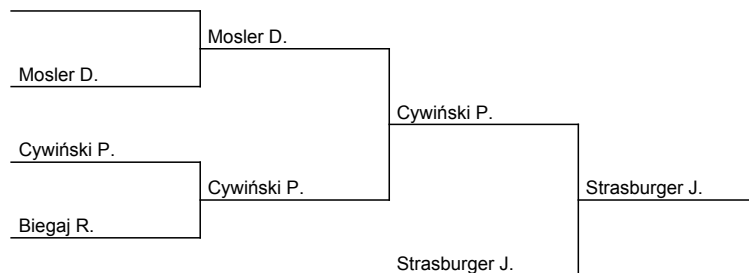 Mosler D.
Mosler D.
Cywiński P.
Cywiński P.
Cywiński P.
Strasburger J.
Biegaj R.
Strasburger J.